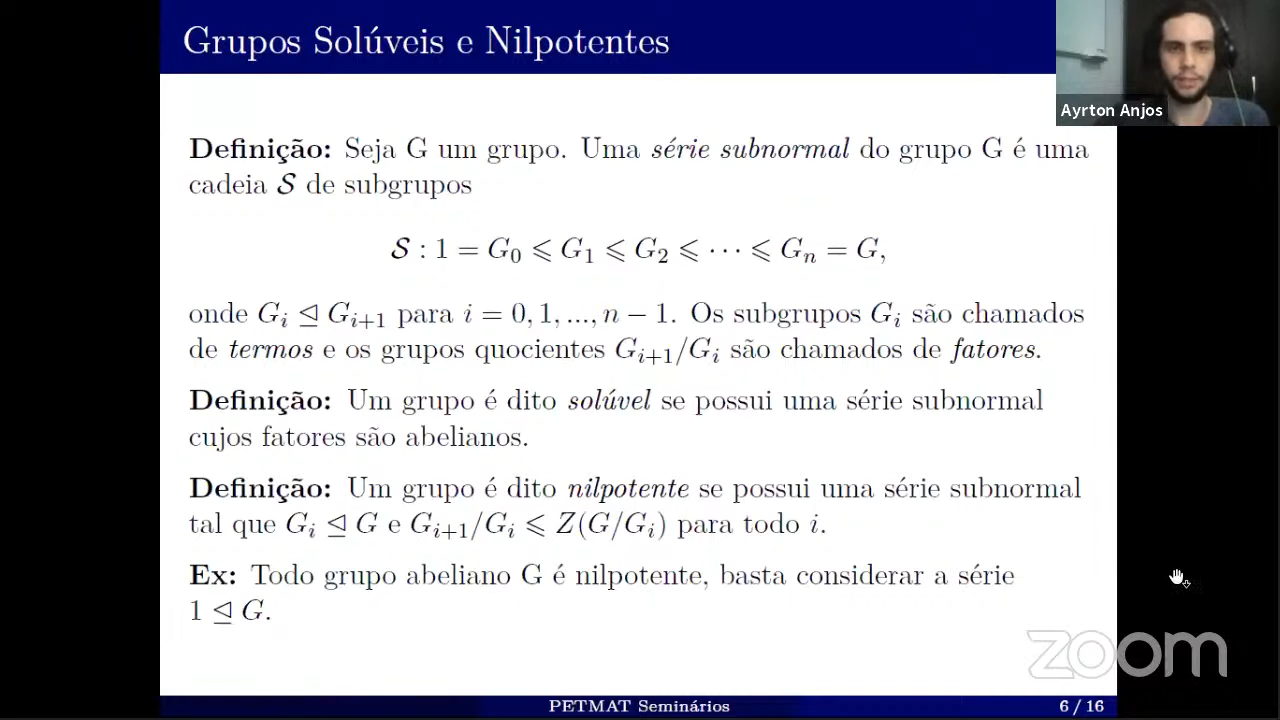 Grupos Solúveis e Nilpotentes
Ayrton Anjos
Definição: Seja G um grupo. Uma série subnormal do grupo G é uma
cadeia 𝒮 de subgrupos
𝒮 : 1 = G₀ ⩽ G₁ ⩽ G₂ ⩽ ⋯ ⩽ Gₙ = G,
onde Gᵢ ⊴ Gᵢ₊₁ para i = 0, 1, ..., n − 1. Os subgrupos Gᵢ são chamados
de termos e os grupos quocientes Gᵢ₊₁/Gᵢ são chamados de fatores.
Definição: Um grupo é dito solúvel se possui uma série subnormal
cujos fatores são abelianos.
Definição: Um grupo é dito nilpotente se possui uma série subnormal
tal que Gᵢ ⊴ G e Gᵢ₊₁/Gᵢ ⩽ Z(G/Gᵢ) para todo i.
Ex: Todo grupo abeliano G é nilpotente, basta considerar a série
1 ⊴ G.
zoom
PETMAT Seminários
6 / 16